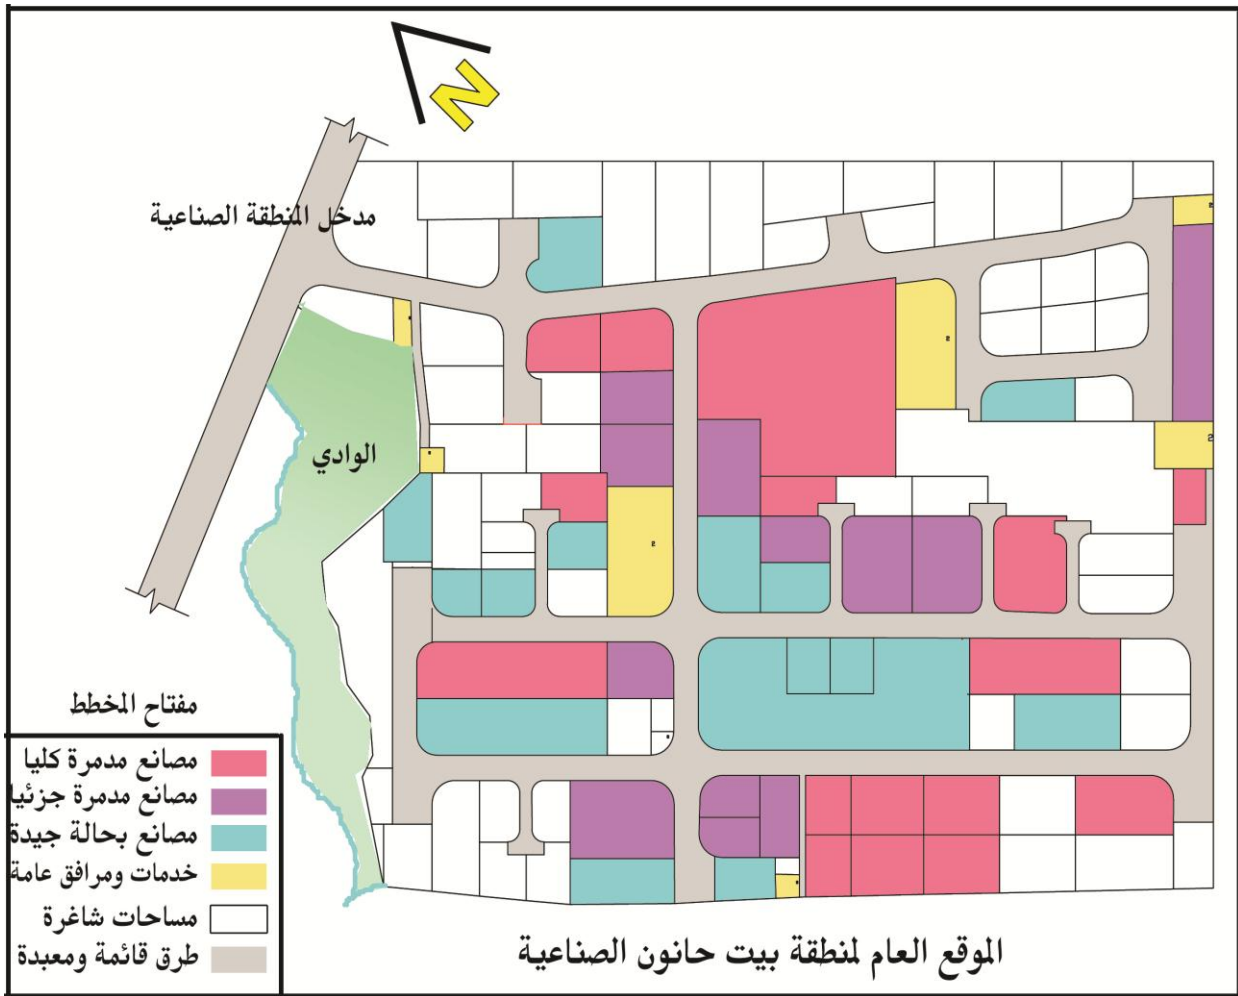 N
مدخل المنطقة الصناعية
الوادي
مفتاح المخطط
مصانع مدمرة كليا
مصانع مدمرة جزئيا
مصانع بحالة جيدة
خدمات ومرافق عامة
مساحات شاغرة
طرق قائمة ومعبدة
الموقع العام لمنطقة بيت حانون الصناعية